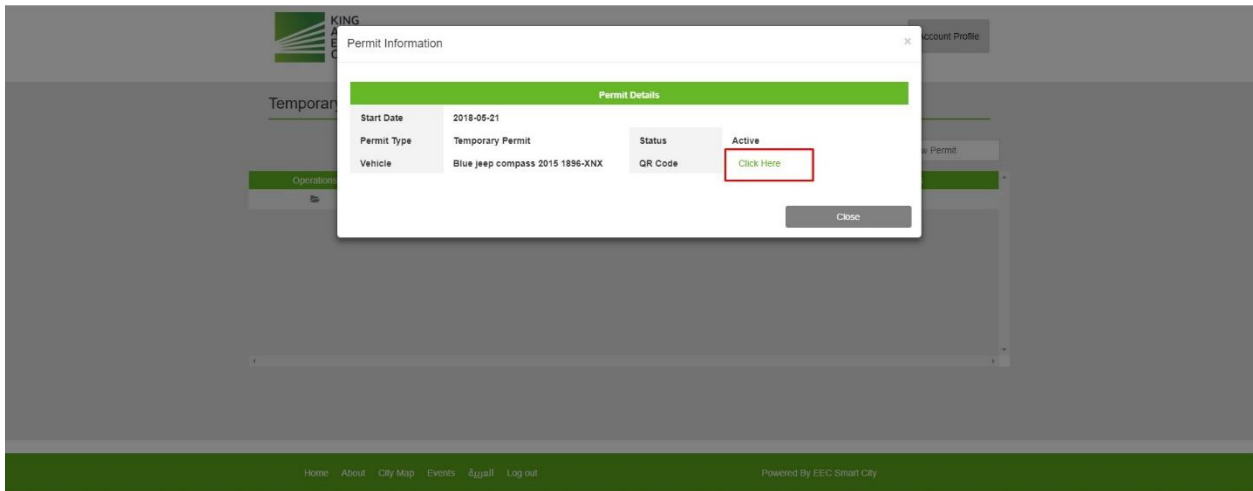 KING
A
E
C
Permit Information
×
Account Profile
Temporary
Permit Details
Start Date 2018-05-21
Permit Type Temporary Permit Status Active
Vehicle Blue jeep compass 2015 1896-XNX QR Code Click Here
Permit
Operations
Close
Home About City Map Events العربية Log out Powered By EEC Smart City